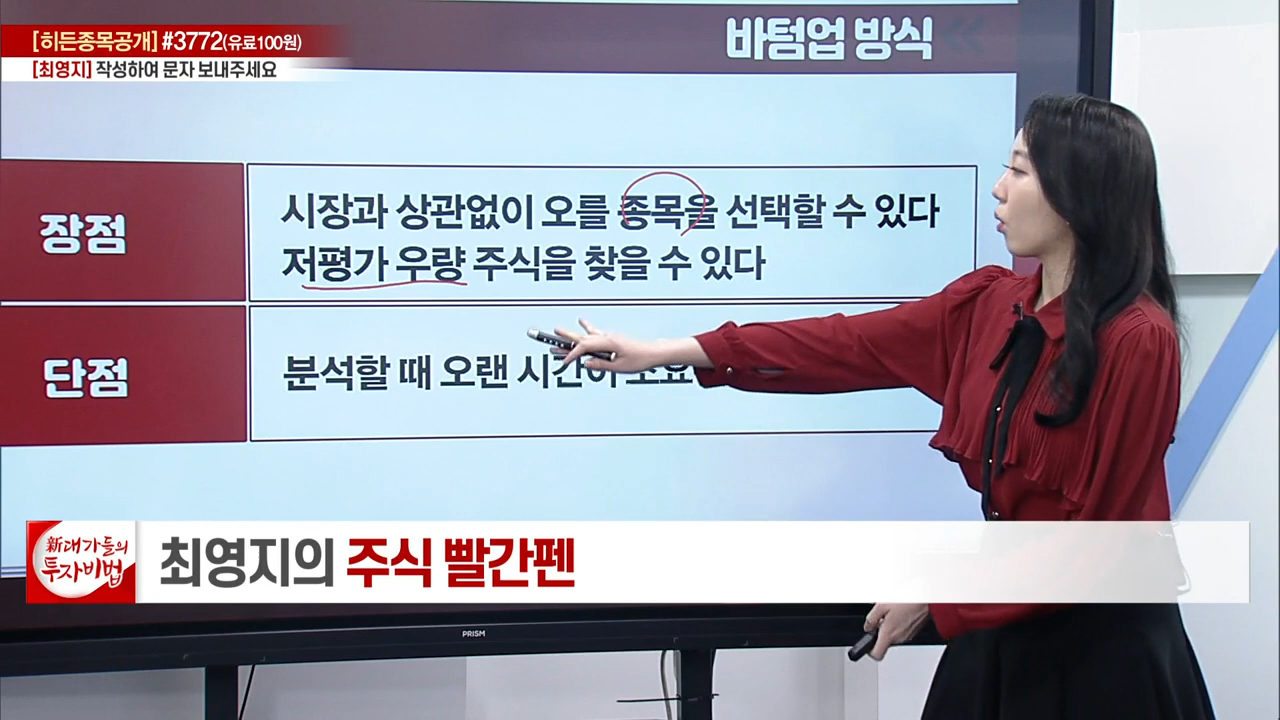 [히든종목공개] #3772(유료100원)
[최영지] 작성하여 문자 보내주세요
바텀업 방식
장점
시장과 상관없이 오를 종목을 선택할 수 있다
저평가 우량 주식을 찾을 수 있다
단점
분석할 때 오랜 시간이
新대가들의
투자비법
최영지의 주식 빨간펜
PRISM